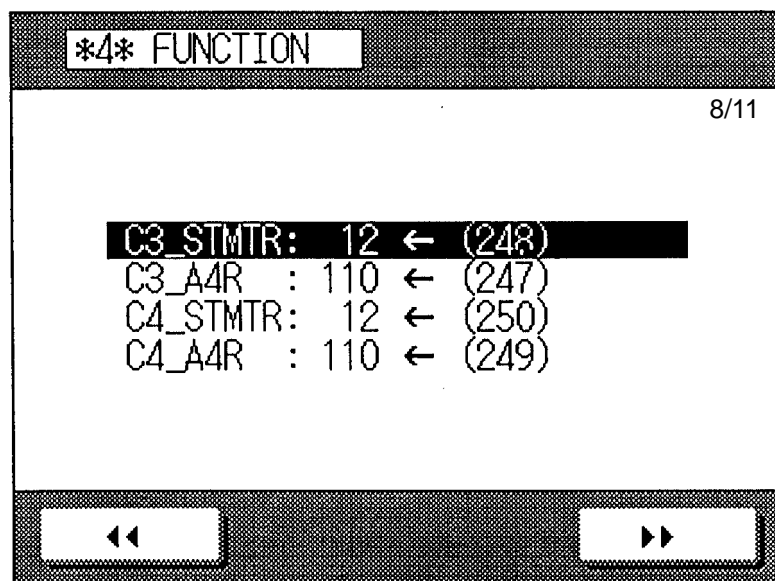 *4* FUNCTION
8/11
C3_STMTR: 12 ← (248)
C3_A4R : 110 ← (247)
C4_STMTR: 12 ← (250)
C4_A4R : 110 ← (249)